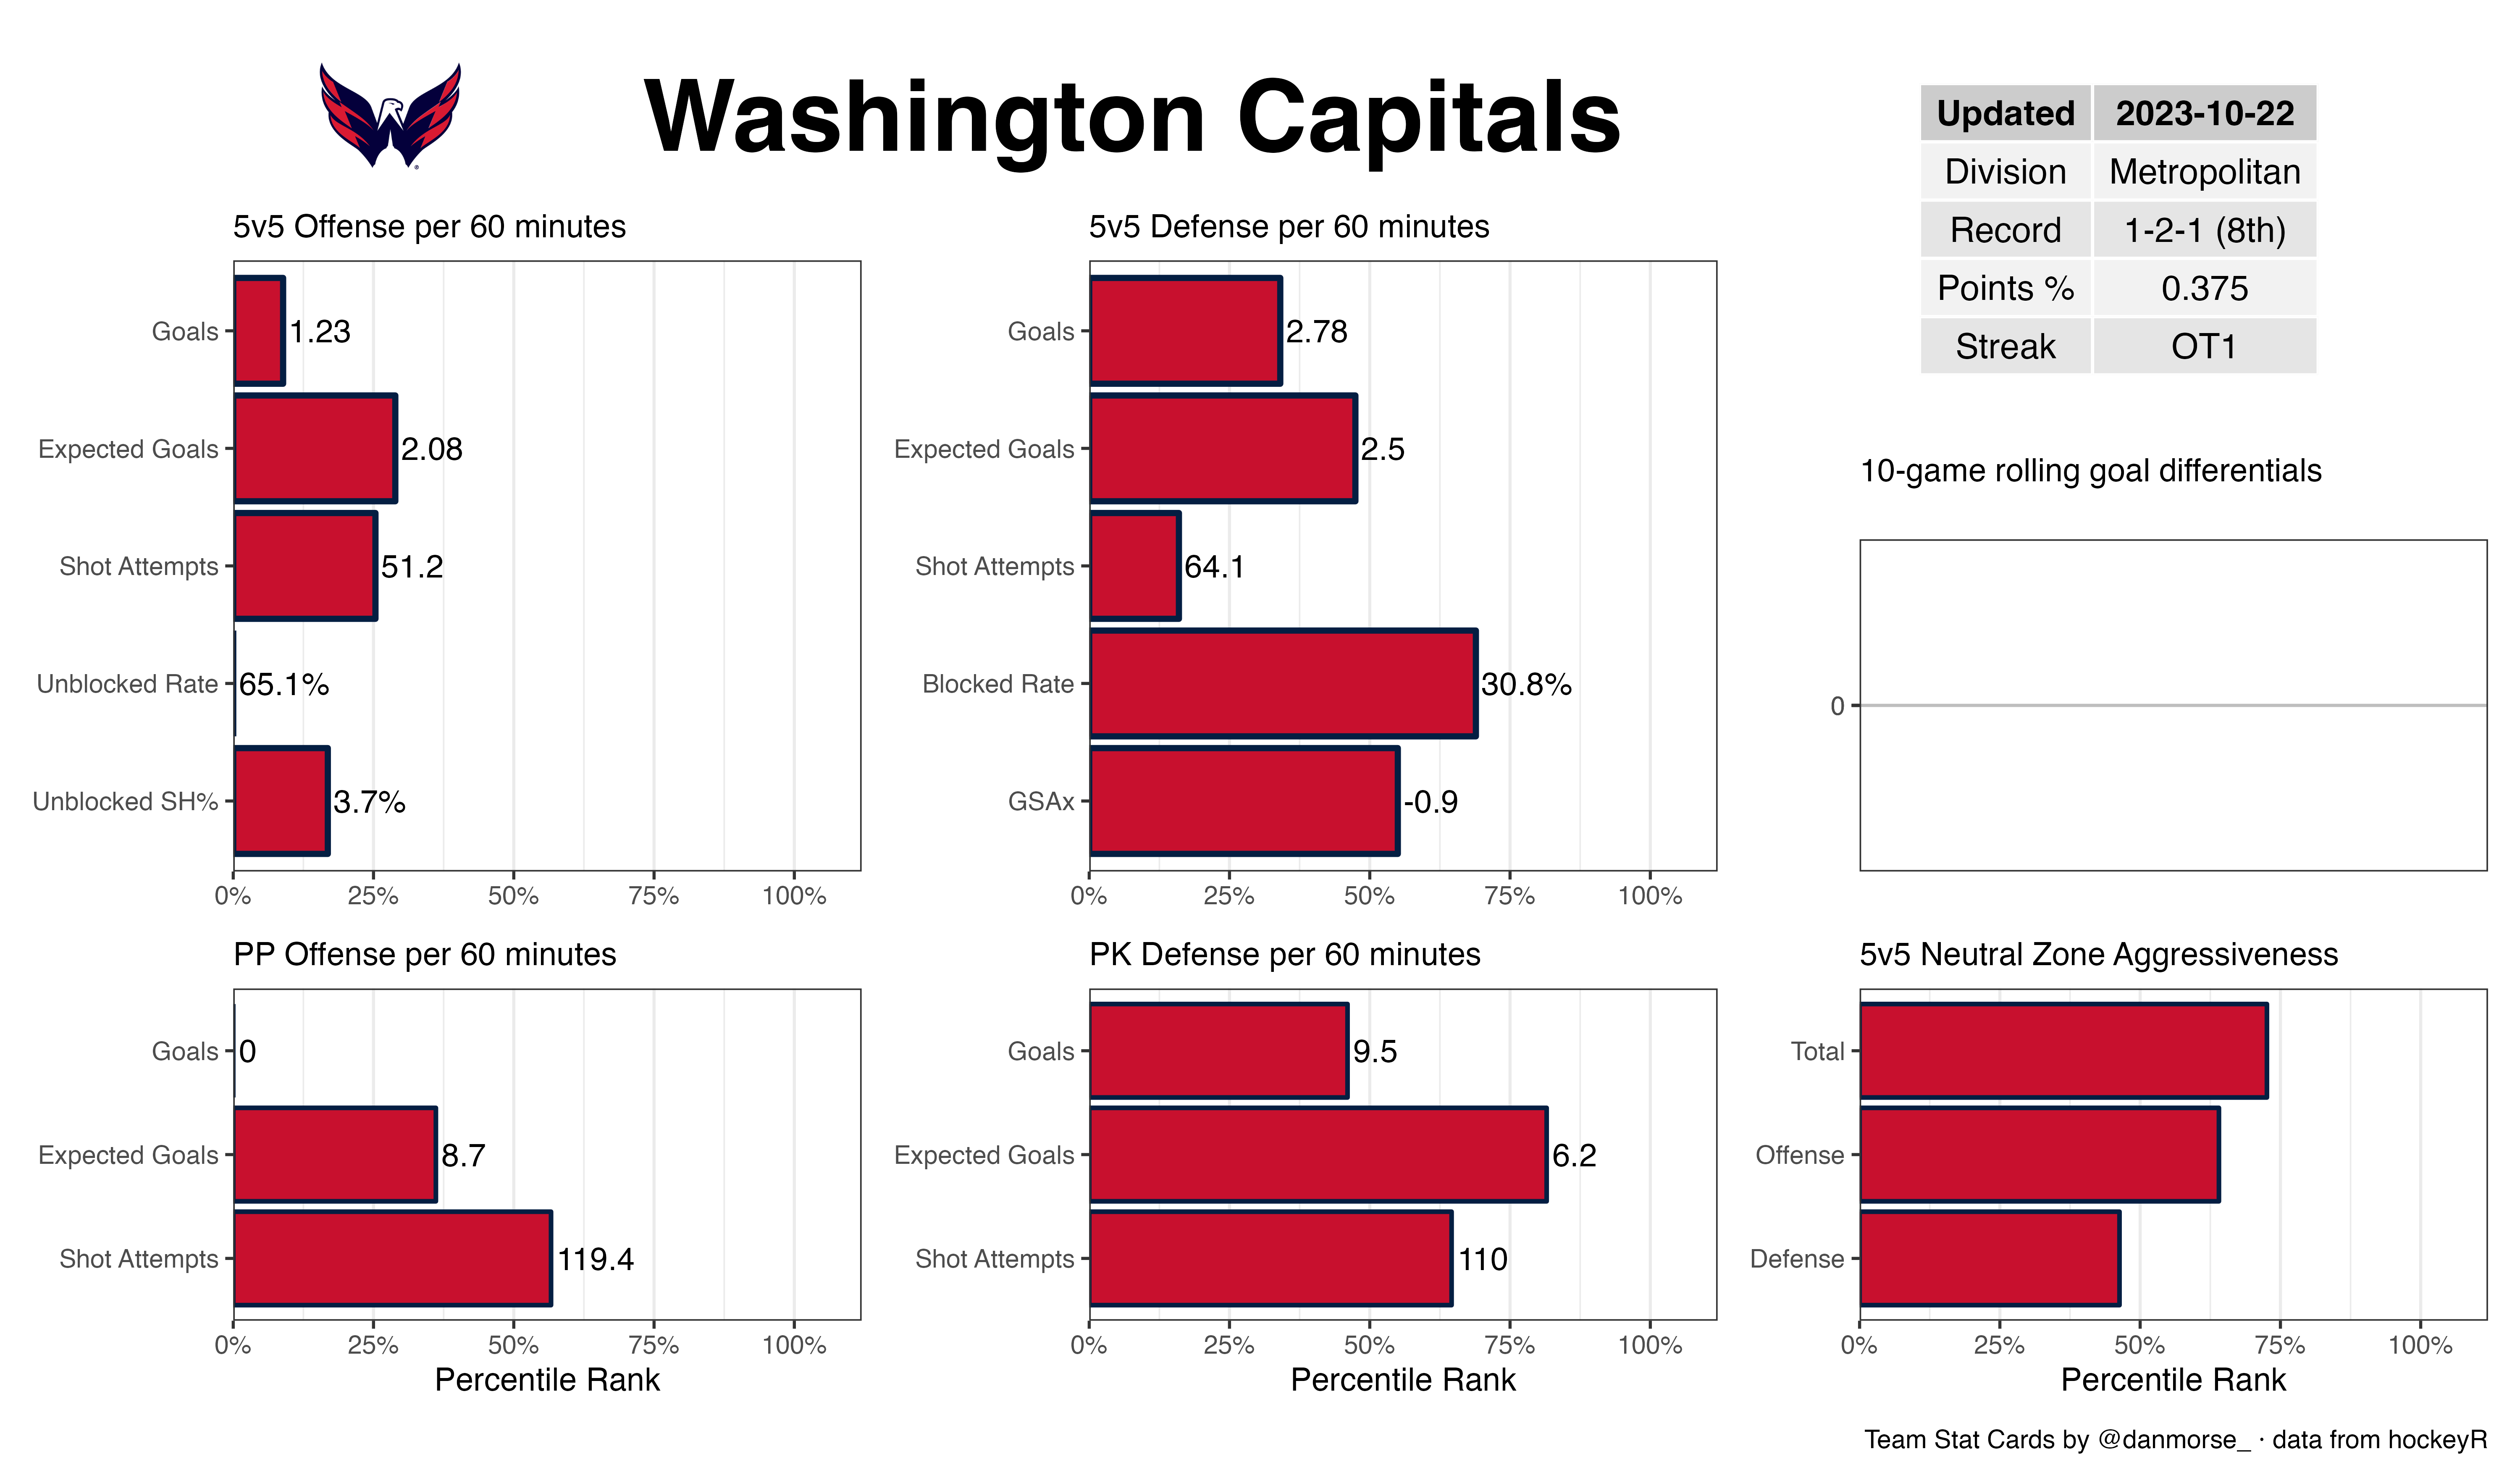 Washington Capitals
Updated 2023-10-22
Division Metropolitan
Record 1-2-1 (8th)
Points % 0.375
Streak OT1
5v5 Offense per 60 minutes
Goals 1.23
Expected Goals 2.08
Shot Attempts 51.2
Unblocked Rate 65.1%
Unblocked SH% 3.7%
0% 25% 50% 75% 100%
5v5 Defense per 60 minutes
Goals 2.78
Expected Goals 2.5
Shot Attempts 64.1
Blocked Rate 30.8%
GSAx -0.9
0% 25% 50% 75% 100%
10-game rolling goal differentials
0
PP Offense per 60 minutes
Goals 0
Expected Goals 8.7
Shot Attempts 119.4
0% 25% 50% 75% 100%
Percentile Rank
PK Defense per 60 minutes
Goals 9.5
Expected Goals 6.2
Shot Attempts 110
0% 25% 50% 75% 100%
Percentile Rank
5v5 Neutral Zone Aggressiveness
Total
Offense
Defense
0% 25% 50% 75% 100%
Percentile Rank
Team Stat Cards by @danmorse_ · data from hockeyR